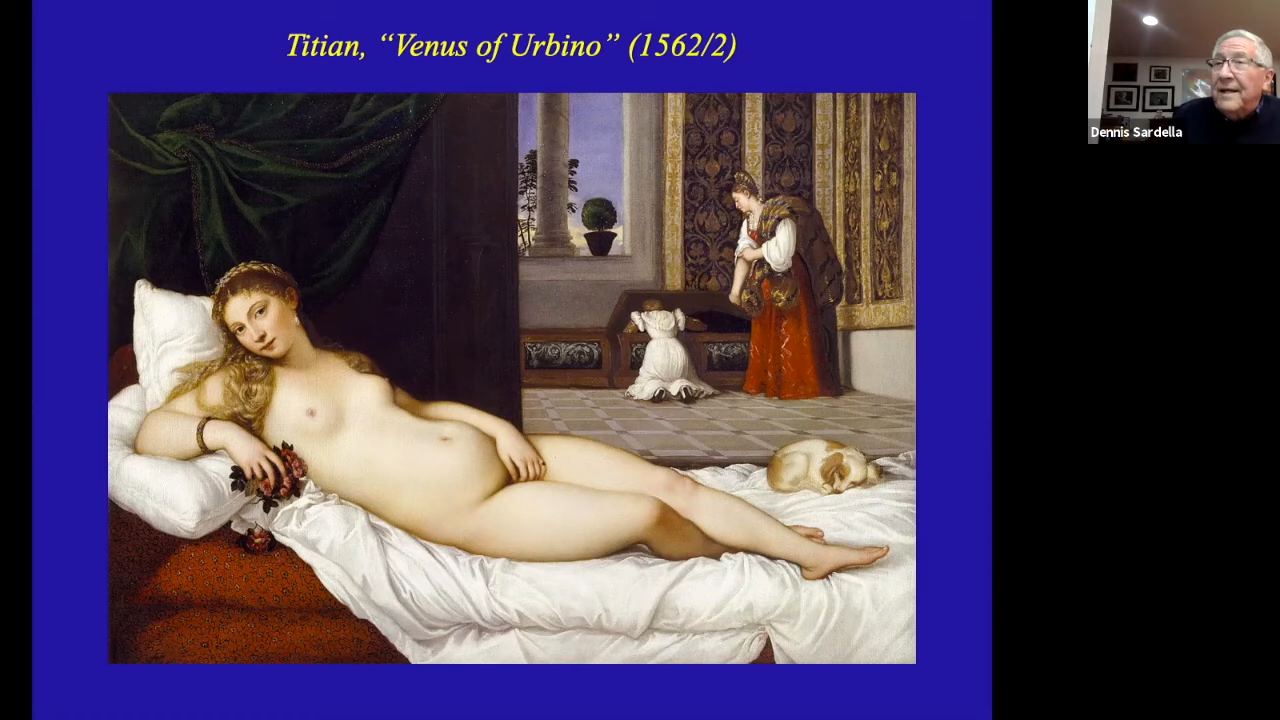 Titian, “Venus of Urbino” (1562/2)
Dennis Sardella